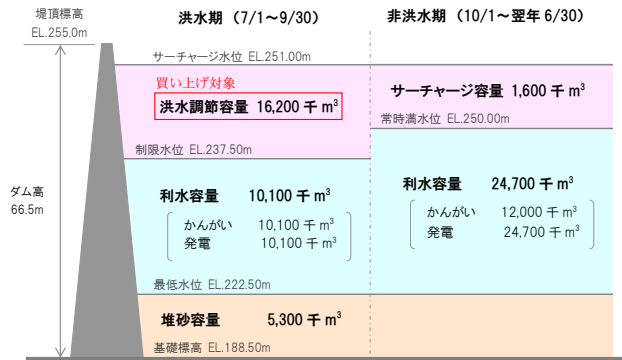 堤頂標高
EL.255.0m
洪水期（7/1～9/30）
非洪水期（10/1～翌年 6/30）
サーチャージ水位 EL.251.00m
買い上げ対象
洪水調節容量 16,200 千 m³
サーチャージ容量 1,600 千 m³
常時満水位 EL.250.00m
制限水位 EL.237.50m
ダム高
66.5m
利水容量 10,100 千 m³
かんがい 10,100 千 m³
発電 10,100 千 m³
利水容量 24,700 千 m³
かんがい 12,000 千 m³
発電 24,700 千 m³
最低水位 EL.222.50m
堆砂容量 5,300 千 m³
基礎標高 EL.188.50m